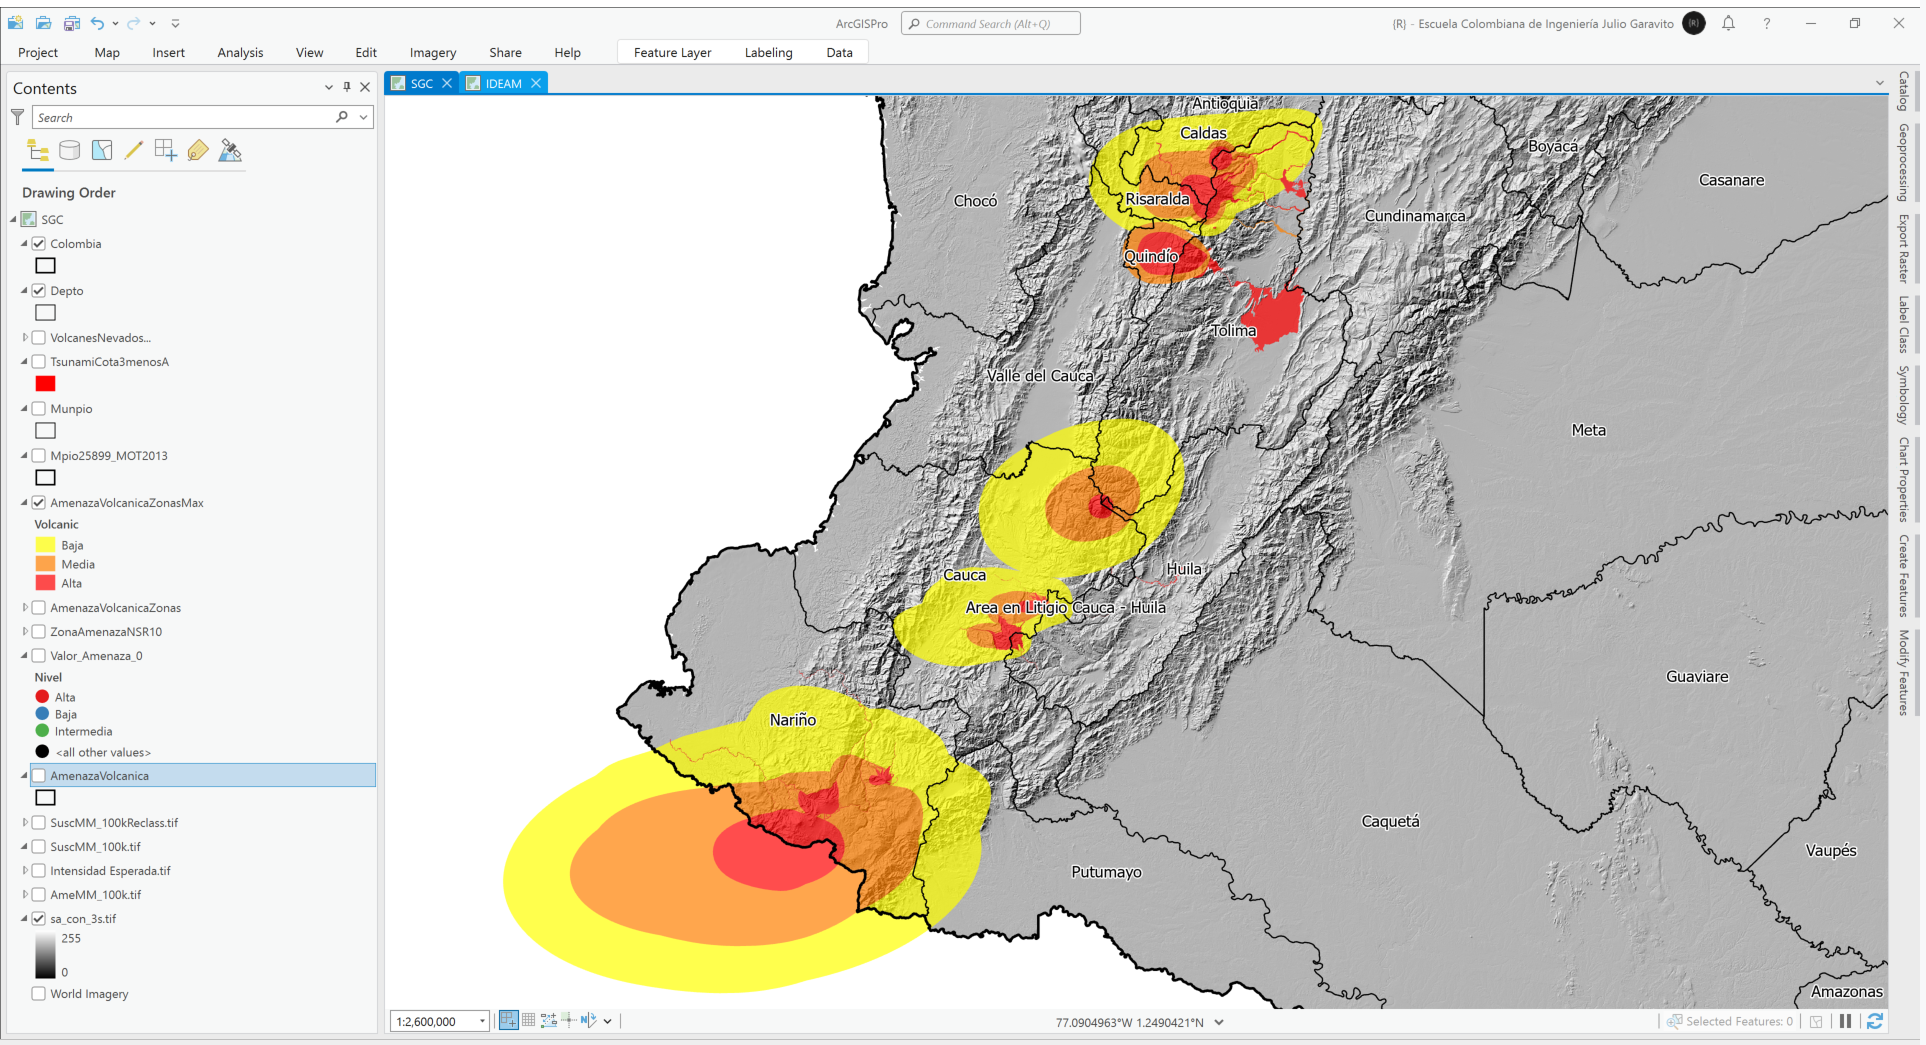 ArcGISPro
Command Search (Alt+Q)
(R) - Escuela Colombiana de Ingeniería Julio Garavito
(R)
?
Project
Map
Insert
Analysis
View
Edit
Imagery
Share
Help
Feature Layer
Labeling
Data
Contents
Search
Drawing Order
SGC
Colombia
Depto
VolcanesNevados...
TsunamiCota3menosA
Munpio
Mpio25899_MOT2013
AmenazaVolcanicaZonasMax
Volcanic
Baja
Media
Alta
AmenazaVolcanicaZonas
ZonaAmenazaNSR10
Valor_Amenaza_0
Nivel
Alta
Baja
Intermedia
<all other values>
AmenazaVolcanica
SuscMM_100kReclass.tif
SuscMM_100k.tif
Intensidad Esperada.tif
AmeMM_100k.tif
sa_con_3s.tif
255
0
World Imagery
SGC
IDEAM
Antioquia
Caldas
Boyacá
Casanare
Chocó
Risaralda
Cundinamarca
Quindío
Tolima
Valle del Cauca
Meta
Huila
Cauca
Area en Litigio Cauca - Huila
Guaviare
Nariño
Caquetá
Vaupés
Putumayo
Amazonas
1:2,600,000
N
77.0904963°W 1.2490421°N
Selected Features: 0
Catalog
Geoprocessing
Export Raster
Label Class
Symbology
Chart Properties
Create Features
Modify Features